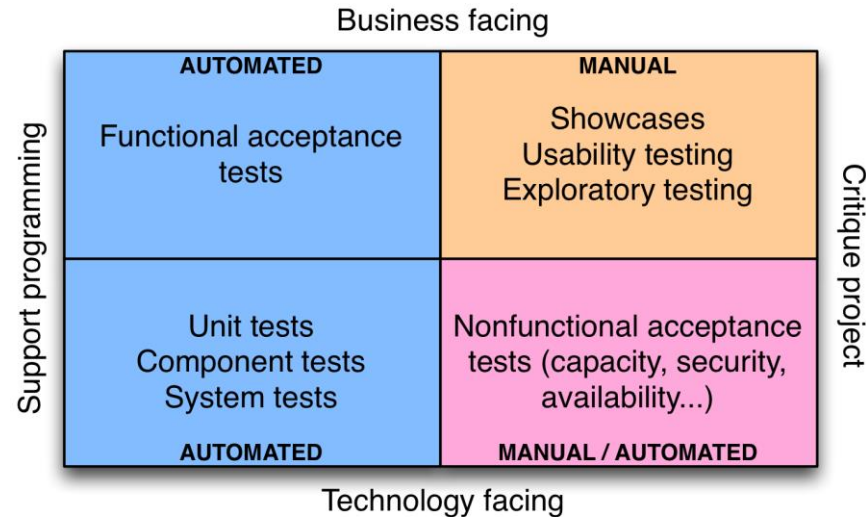 Business facing
AUTOMATED
Functional acceptance
tests
MANUAL
Showcases
Usability testing
Exploratory testing
Support programming
Critique project
Unit tests
Component tests
System tests
AUTOMATED
Nonfunctional acceptance
tests (capacity, security,
availability...)
MANUAL / AUTOMATED
Technology facing